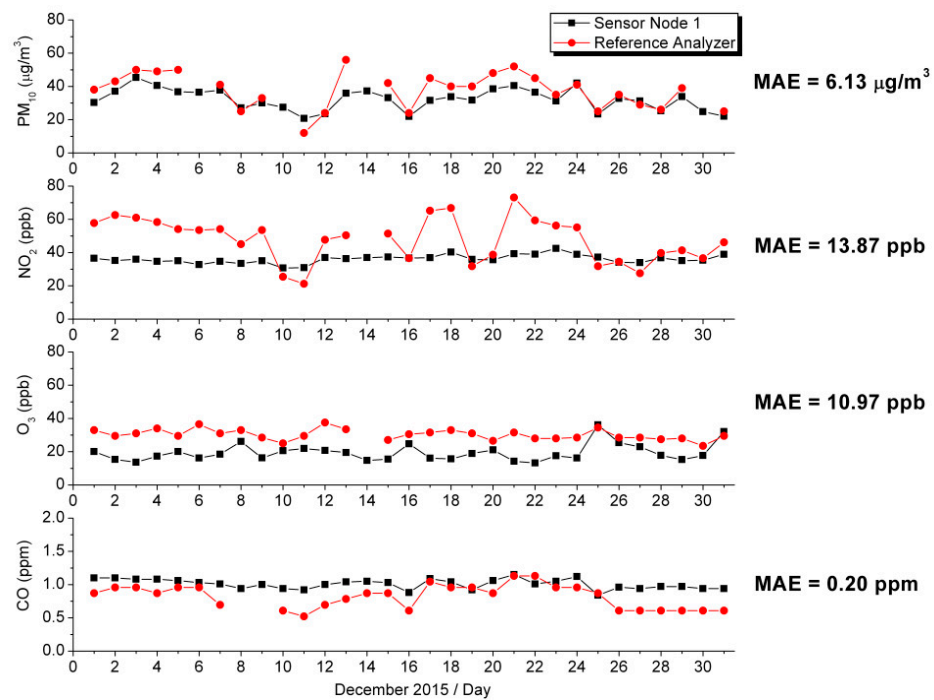 Sensor Node 1
Reference Analyzer
80
60
40
20
0
PM10 (µg/m³)
0 2 4 6 8 10 12 14 16 18 20 22 24 26 28 30
MAE = 6.13 µg/m³
80
60
40
20
0
NO2 (ppb)
0 2 4 6 8 10 12 14 16 18 20 22 24 26 28 30
MAE = 13.87 ppb
80
60
40
20
0
O3 (ppb)
0 2 4 6 8 10 12 14 16 18 20 22 24 26 28 30
MAE = 10.97 ppb
2.0
1.5
1.0
0.5
0.0
CO (ppm)
0 2 4 6 8 10 12 14 16 18 20 22 24 26 28 30
MAE = 0.20 ppm
December 2015 / Day